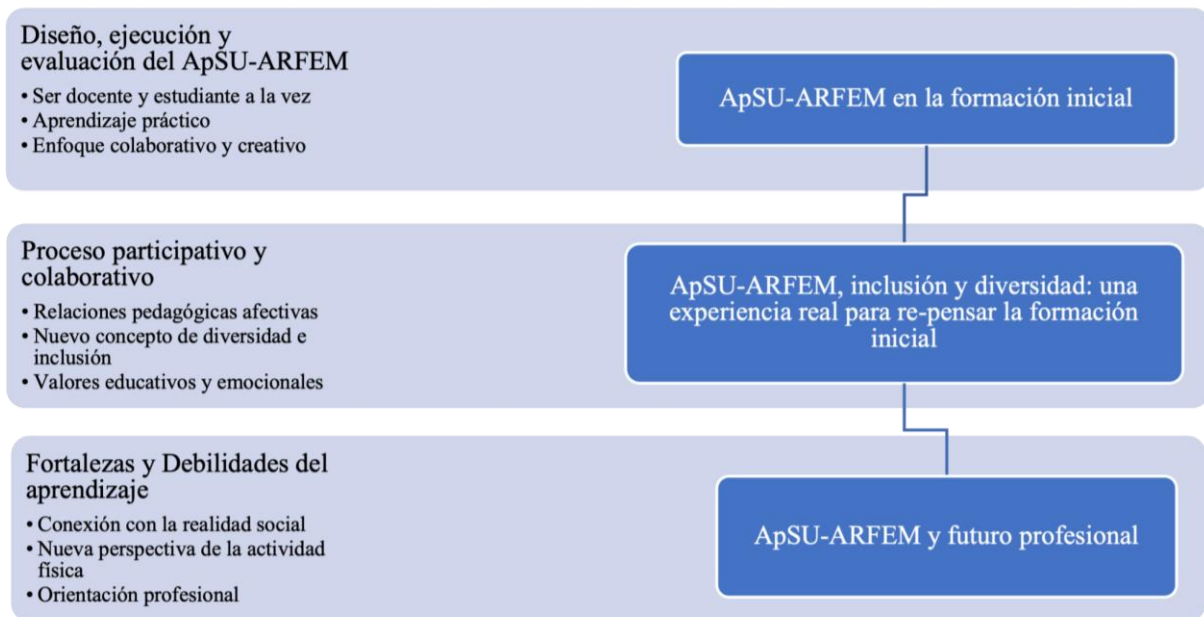 Diseño, ejecución y
evaluación del ApSU-ARFEM
• Ser docente y estudiante a la vez
• Aprendizaje práctico
• Enfoque colaborativo y creativo
ApSU-ARFEM en la formación inicial
Proceso participativo y
colaborativo
• Relaciones pedagógicas afectivas
• Nuevo concepto de diversidad e
inclusión
• Valores educativos y emocionales
ApSU-ARFEM, inclusión y diversidad: una
experiencia real para re-pensar la formación
inicial
Fortalezas y Debilidades del
aprendizaje
• Conexión con la realidad social
• Nueva perspectiva de la actividad
física
• Orientación profesional
ApSU-ARFEM y futuro profesional